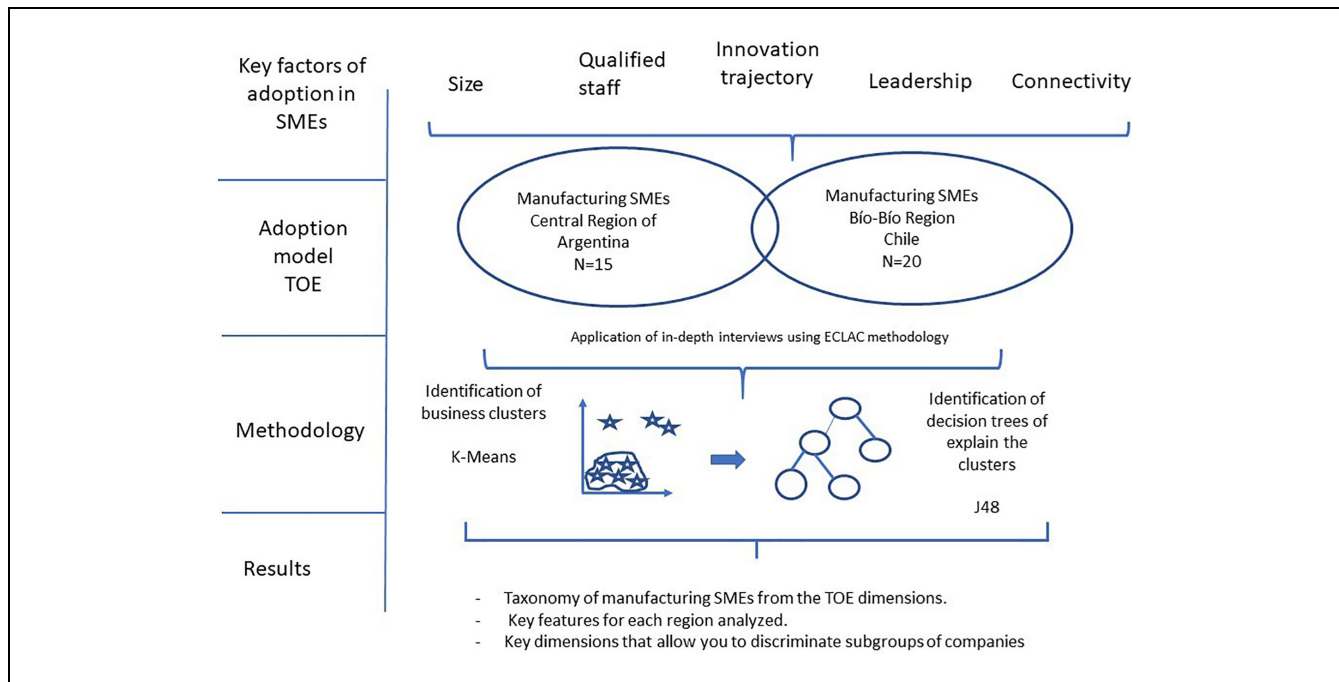 Key factors of
adoption in
SMEs
Size
Qualified
staff
Innovation
trajectory
Leadership
Connectivity
Adoption
model
TOE
Manufacturing SMEs
Central Region of
Argentina
N=15
Manufacturing SMEs
Bío-Bío Region
Chile
N=20
Methodology
Application of in-depth interviews using ECLAC methodology
Identification of
business clusters
K-Means
Identification of
decision trees of
explain the
clusters
J48
Results
- Taxonomy of manufacturing SMEs from the TOE dimensions.
- Key features for each region analyzed.
- Key dimensions that allow you to discriminate subgroups of companies